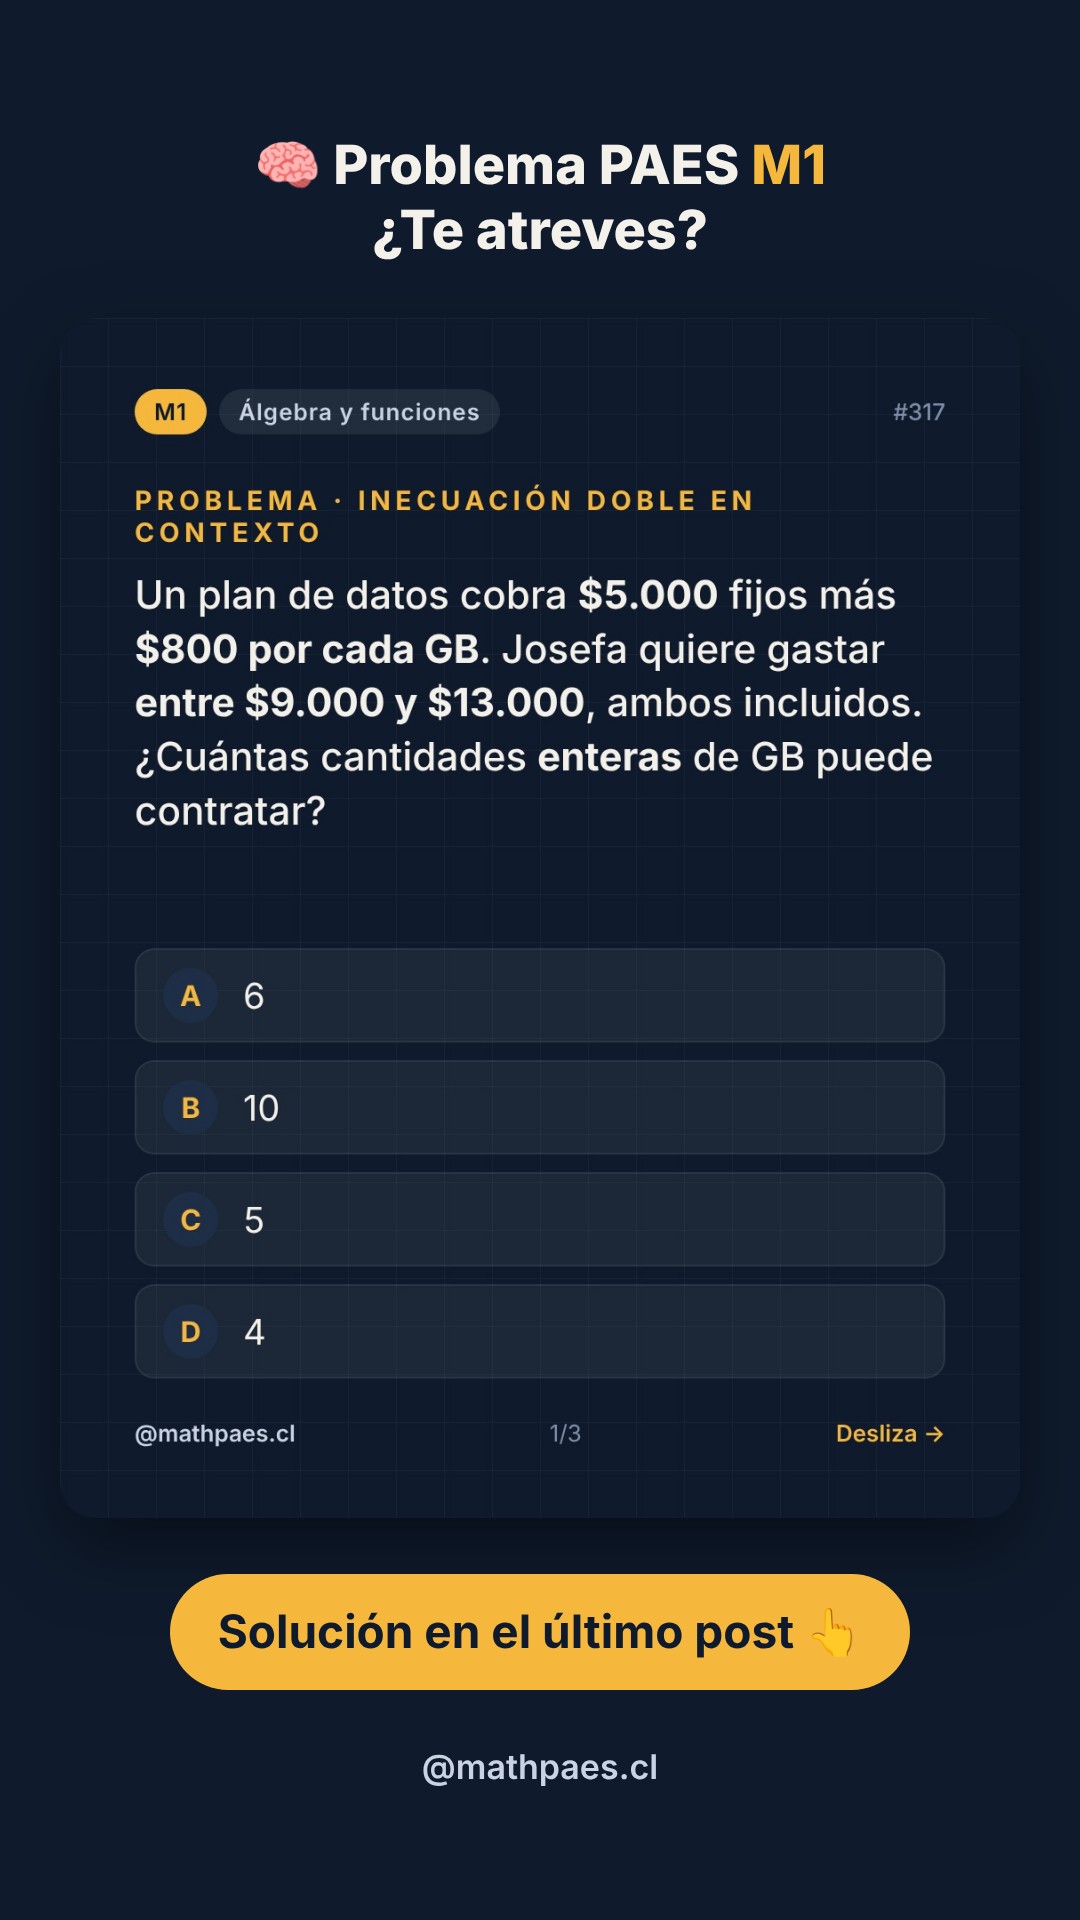 🧠 Problema PAES M1
¿Te atreves?
M1 Álgebra y funciones #317
PROBLEMA · INECUACIÓN DOBLE EN
CONTEXTO
Un plan de datos cobra $5.000 fijos más
$800 por cada GB. Josefa quiere gastar
entre $9.000 y $13.000, ambos incluidos.
¿Cuántas cantidades enteras de GB puede
contratar?
A 6
B 10
C 5
D 4
@mathpaes.cl 1/3 Desliza →
Solución en el último post 👆
@mathpaes.cl